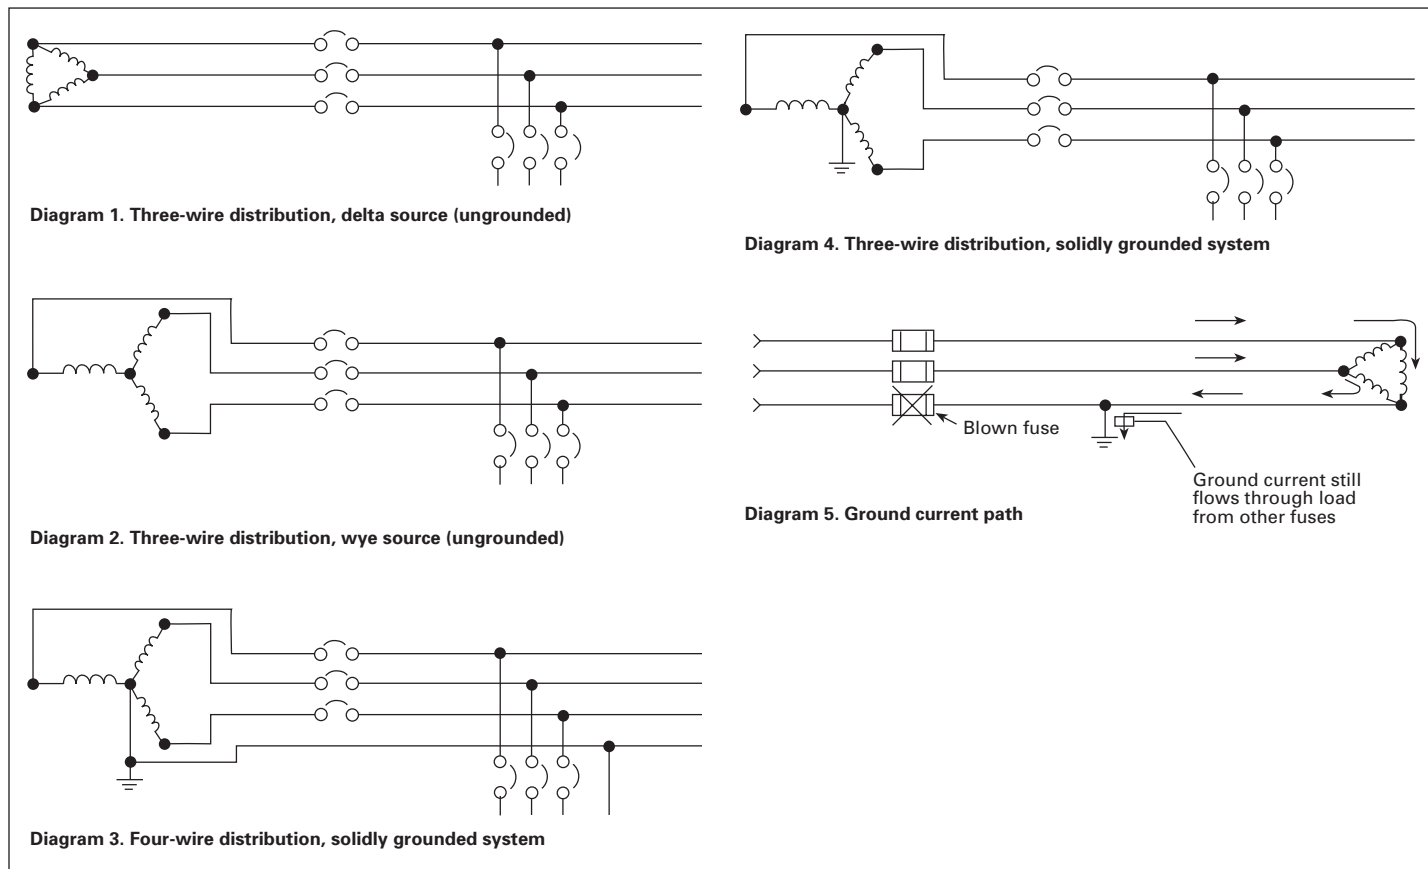 Diagram 1. Three-wire distribution, delta source (ungrounded)
Diagram 2. Three-wire distribution, wye source (ungrounded)
Diagram 3. Four-wire distribution, solidly grounded system
Diagram 4. Three-wire distribution, solidly grounded system
Blown fuse
Ground current still
flows through load
from other fuses
Diagram 5. Ground current path